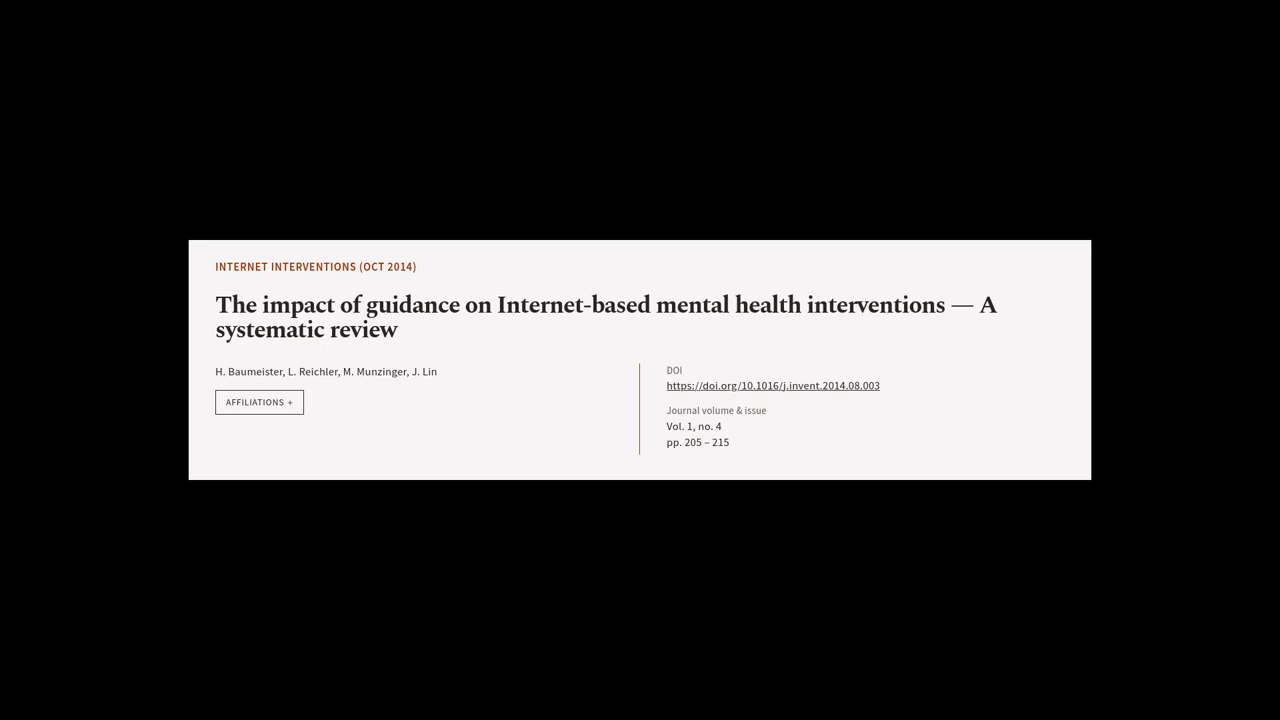 INTERNET INTERVENTIONS (OCT 2014)
The impact of guidance on Internet-based mental health interventions — A
systematic review
H. Baumeister, L. Reichler, M. Munzinger, J. Lin
AFFILIATIONS +
DOI
https://doi.org/10.1016/j.invent.2014.08.003
Journal volume & issue
Vol. 1, no. 4
pp. 205 – 215